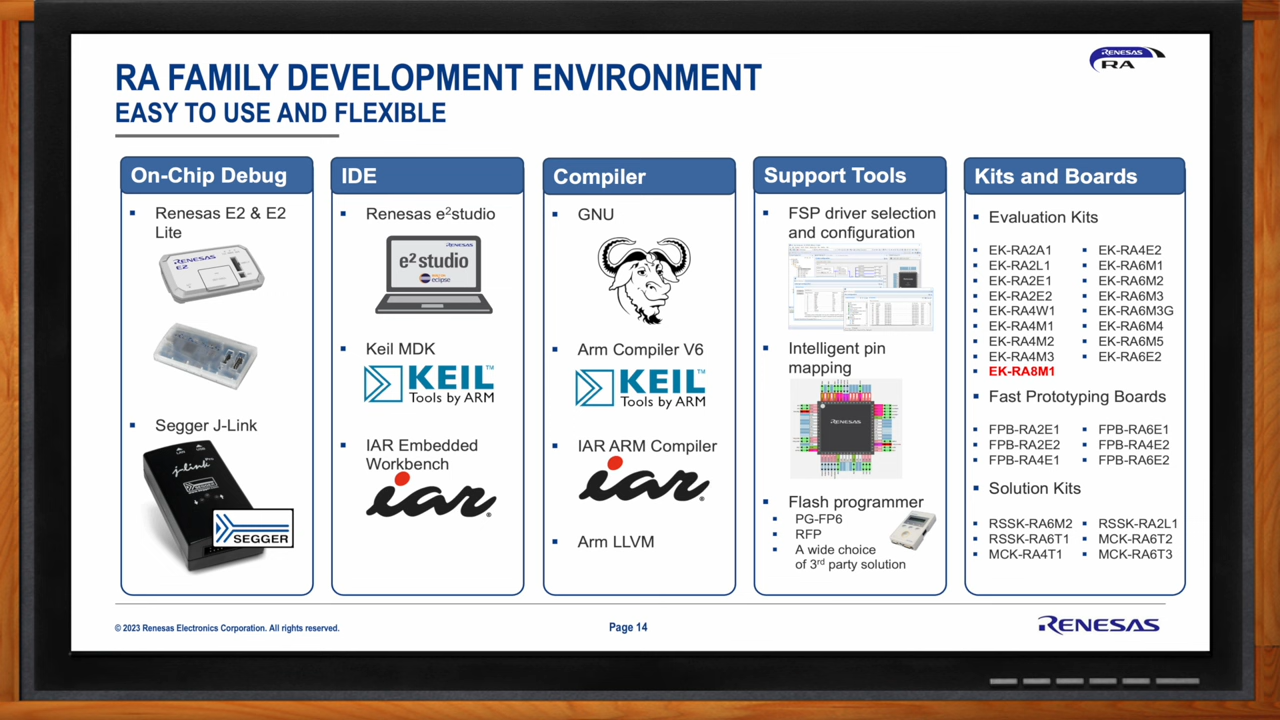 RENESAS
RA
RA FAMILY DEVELOPMENT ENVIRONMENT
EASY TO USE AND FLEXIBLE
On-Chip Debug
▪ Renesas E2 & E2
Lite
RENESAS
E2
▪ Segger J-Link
J-Link
SEGGER
IDE
▪ Renesas e²studio
RENESAS
e² studio
eclipse
▪ Keil MDK
KEIL™
Tools by ARM
▪ IAR Embedded
Workbench
iar®
Compiler
▪ GNU
▪ Arm Compiler V6
KEIL™
Tools by ARM
▪ IAR ARM Compiler
iar®
▪ Arm LLVM
Support Tools
▪ FSP driver selection
and configuration
▪ Intelligent pin
mapping
RENESAS
▪ Flash programmer
▪ PG-FP6
▪ RFP
▪ A wide choice
of 3rd party solution
Kits and Boards
▪ Evaluation Kits
▪ EK-RA2A1 ▪ EK-RA4E2
▪ EK-RA2L1 ▪ EK-RA6M1
▪ EK-RA2E1 ▪ EK-RA6M2
▪ EK-RA2E2 ▪ EK-RA6M3
▪ EK-RA4W1 ▪ EK-RA6M3G
▪ EK-RA4M1 ▪ EK-RA6M4
▪ EK-RA4M2 ▪ EK-RA6M5
▪ EK-RA4M3 ▪ EK-RA6E2
▪ EK-RA8M1
▪ Fast Prototyping Boards
▪ FPB-RA2E1 ▪ FPB-RA6E1
▪ FPB-RA2E2 ▪ FPB-RA4E2
▪ FPB-RA4E1 ▪ FPB-RA6E2
▪ Solution Kits
▪ RSSK-RA6M2 ▪ RSSK-RA2L1
▪ RSSK-RA6T1 ▪ MCK-RA6T2
▪ MCK-RA4T1 ▪ MCK-RA6T3
© 2023 Renesas Electronics Corporation. All rights reserved.
Page 14
RENESAS